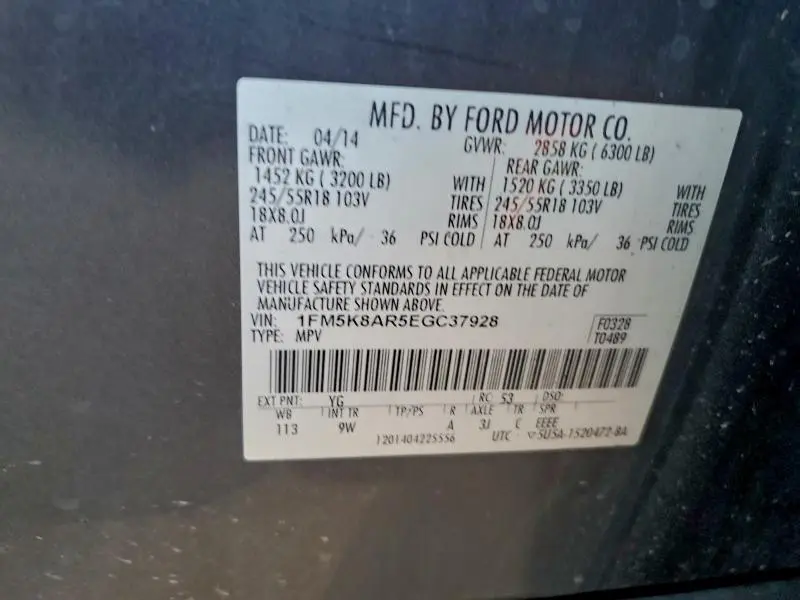 MFD. BY FORD MOTOR CO.
DATE: 04/14 GVWR: 2858 KG ( 6300 LB)
FRONT GAWR: REAR GAWR:
1452 KG ( 3200 LB) WITH 1520 KG ( 3350 LB) WITH
245/55R18 103V TIRES 245/55R18 103V TIRES
18X8.0J RIMS 18X8.0J RIMS
AT 250 kPa/ 36 PSI COLD AT 250 kPa/ 36 PSI COLD
THIS VEHICLE CONFORMS TO ALL APPLICABLE FEDERAL MOTOR
VEHICLE SAFETY STANDARDS IN EFFECT ON THE DATE OF
MANUFACTURE SHOWN ABOVE.
VIN: 1FM5K8AR5EGC37928 F0328
TYPE: MPV T0489
EXT PNT: YG RC: 53 DSO:
WB INT TR TP/PS R AXLE TR SPR
113 9W A 3J C EEEE
1201404225556 UTC ▽5U5A-1520472-BA